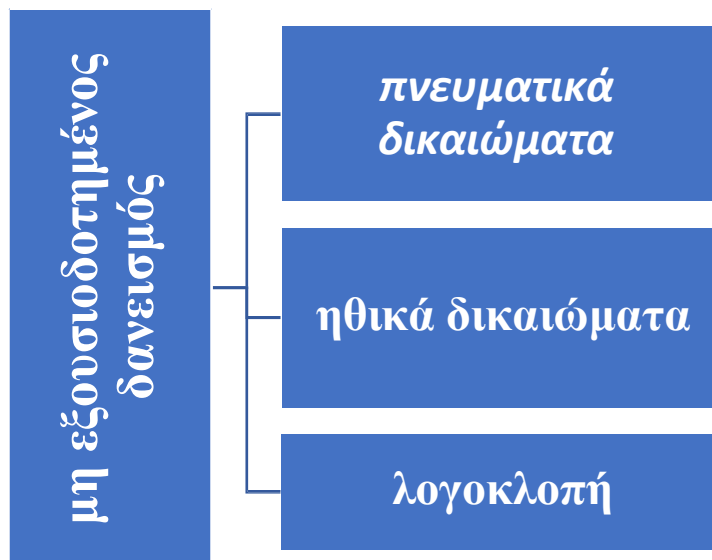 μη εξουσιοδοτημένος
δανεισμός
πνευματικά
δικαιώματα
ηθικά δικαιώματα
λογοκλοπή